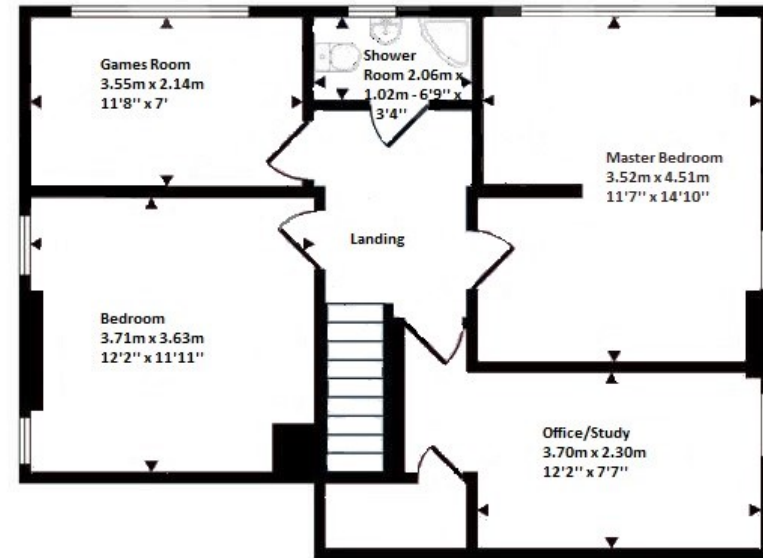 Games Room
3.55m x 2.14m
11'8'' x 7'
Shower
Room 2.06m x
1.02m - 6'9'' x
3'4''
Master Bedroom
3.52m x 4.51m
11'7'' x 14'10''
Landing
Bedroom
3.71m x 3.63m
12'2'' x 11'11''
Office/Study
3.70m x 2.30m
12'2'' x 7'7''